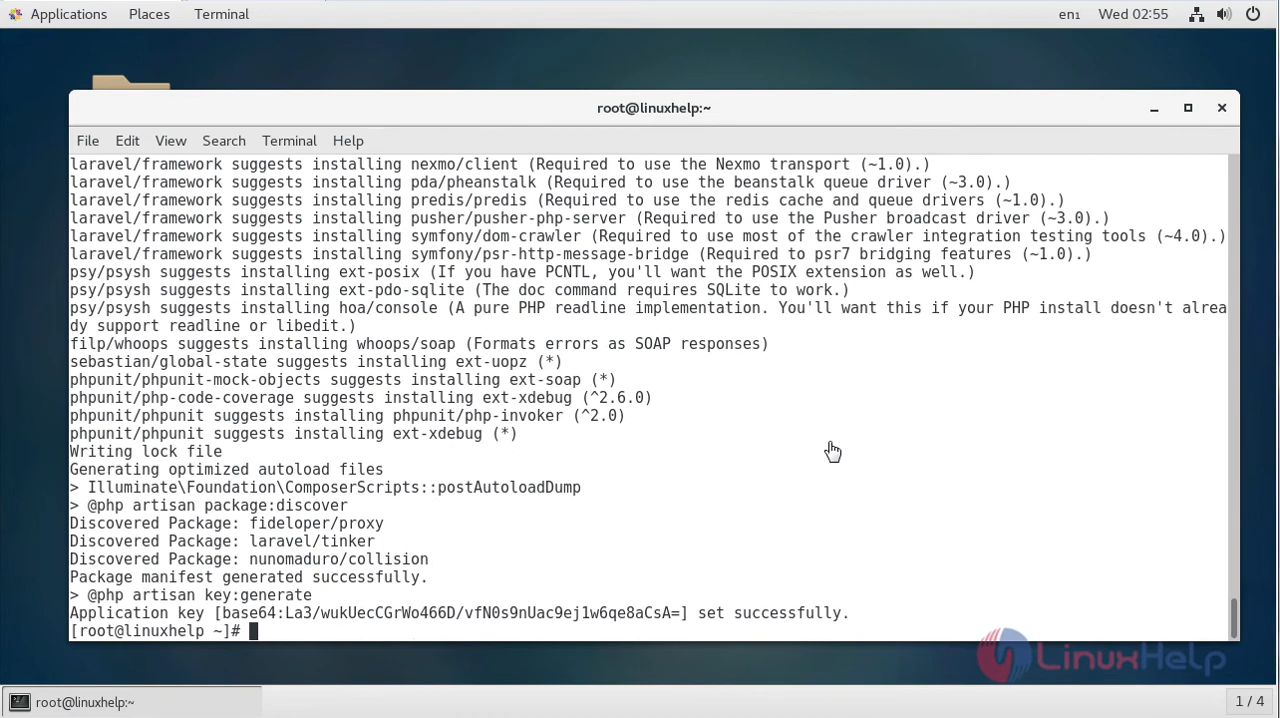 Applications Places Terminal en1 Wed 02:55
root@linuxhelp:~
File Edit View Search Terminal Help
laravel/framework suggests installing nexmo/client (Required to use the Nexmo transport (~1.0).)
laravel/framework suggests installing pda/pheanstalk (Required to use the beanstalk queue driver (~3.0).)
laravel/framework suggests installing predis/predis (Required to use the redis cache and queue drivers (~1.0).)
laravel/framework suggests installing pusher/pusher-php-server (Required to use the Pusher broadcast driver (~3.0).)
laravel/framework suggests installing symfony/dom-crawler (Required to use most of the crawler integration testing tools (~4.0).)
laravel/framework suggests installing symfony/psr-http-message-bridge (Required to psr7 bridging features (~1.0).)
psy/psysh suggests installing ext-posix (If you have PCNTL, you'll want the POSIX extension as well.)
psy/psysh suggests installing ext-pdo-sqlite (The doc command requires SQLite to work.)
psy/psysh suggests installing hoa/console (A pure PHP readline implementation. You'll want this if your PHP install doesn't alrea
dy support readline or libedit.)
filp/whoops suggests installing whoops/soap (Formats errors as SOAP responses)
sebastian/global-state suggests installing ext-uopz (*)
phpunit/phpunit-mock-objects suggests installing ext-soap (*)
phpunit/php-code-coverage suggests installing ext-xdebug (^2.6.0)
phpunit/phpunit suggests installing phpunit/php-invoker (^2.0)
phpunit/phpunit suggests installing ext-xdebug (*)
Writing lock file
Generating optimized autoload files
> Illuminate\Foundation\ComposerScripts::postAutoloadDump
> @php artisan package:discover
Discovered Package: fideloper/proxy
Discovered Package: laravel/tinker
Discovered Package: nunomaduro/collision
Package manifest generated successfully.
> @php artisan key:generate
Application key [base64:La3/wukUecCGrWo466D/vfN0s9nUac9ej1w6qe8aCsA=] set successfully.
[root@linuxhelp ~]#
LinuxHelp
root@linuxhelp:~ 1 / 4